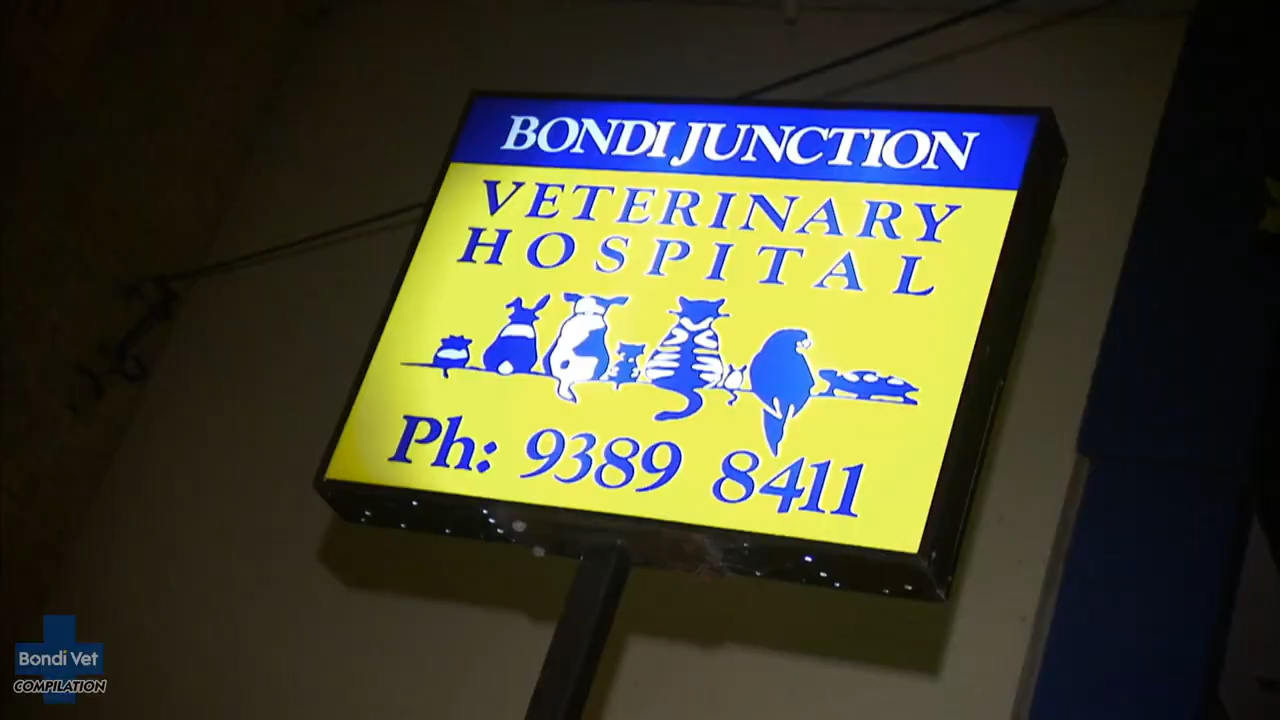 BONDI JUNCTION
VETERINARY
HOSPITAL
Ph: 9389 8411
Bondi Vet
COMPILATION